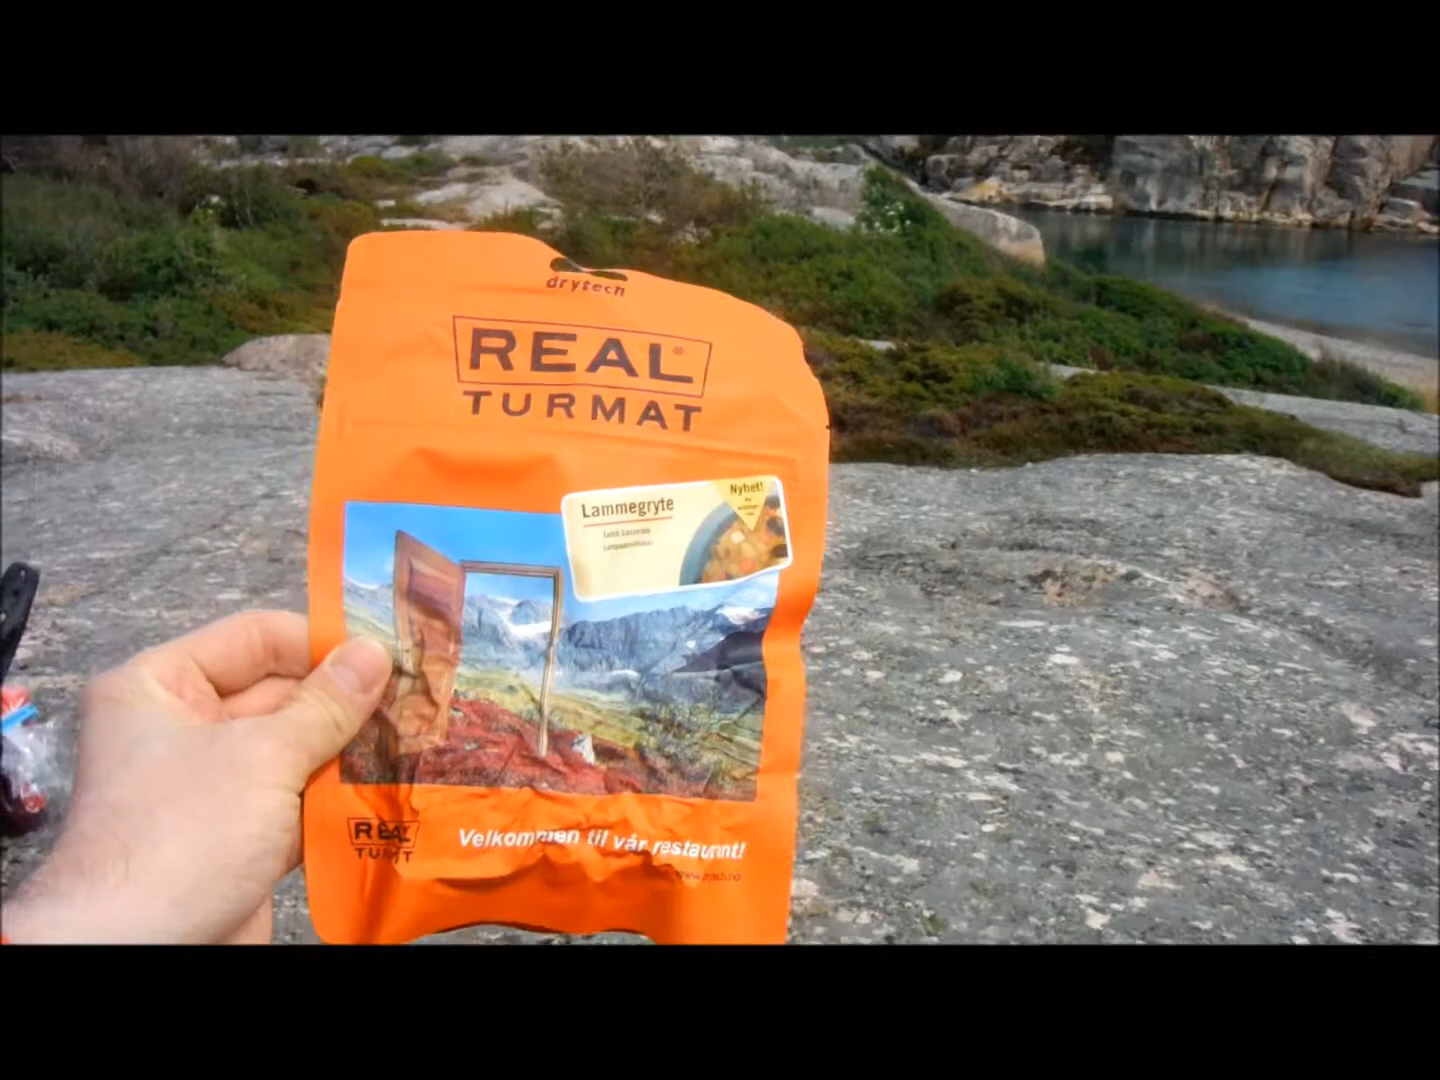 drytech
REAL®
TURMAT
Lammegryte
Nyhet!
REAL
TURMAT
Velkommen til vår restaurant!